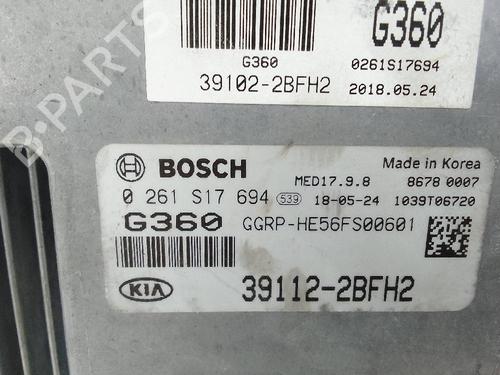 G360
G360
0261S17694
39102-2BFH2
2018.05.24
BOSCH
MED17.9.8
Made in Korea
8678 0007
0 261 S17 694 539 18-05-24 1039T06720
G360 GGRP-HE56FS00601
KIA 39112-2BFH2
B-PARTS